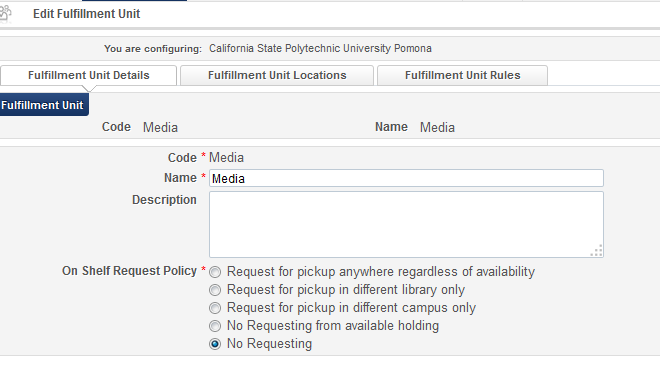 Edit Fulfillment Unit
You are configuring: California State Polytechnic University Pomona
Fulfillment Unit Details Fulfillment Unit Locations Fulfillment Unit Rules
Fulfillment Unit
Code Media Name Media
Code * Media
Name * Media
Description
On Shelf Request Policy * Request for pickup anywhere regardless of availability
Request for pickup in different library only
Request for pickup in different campus only
No Requesting from available holding
No Requesting